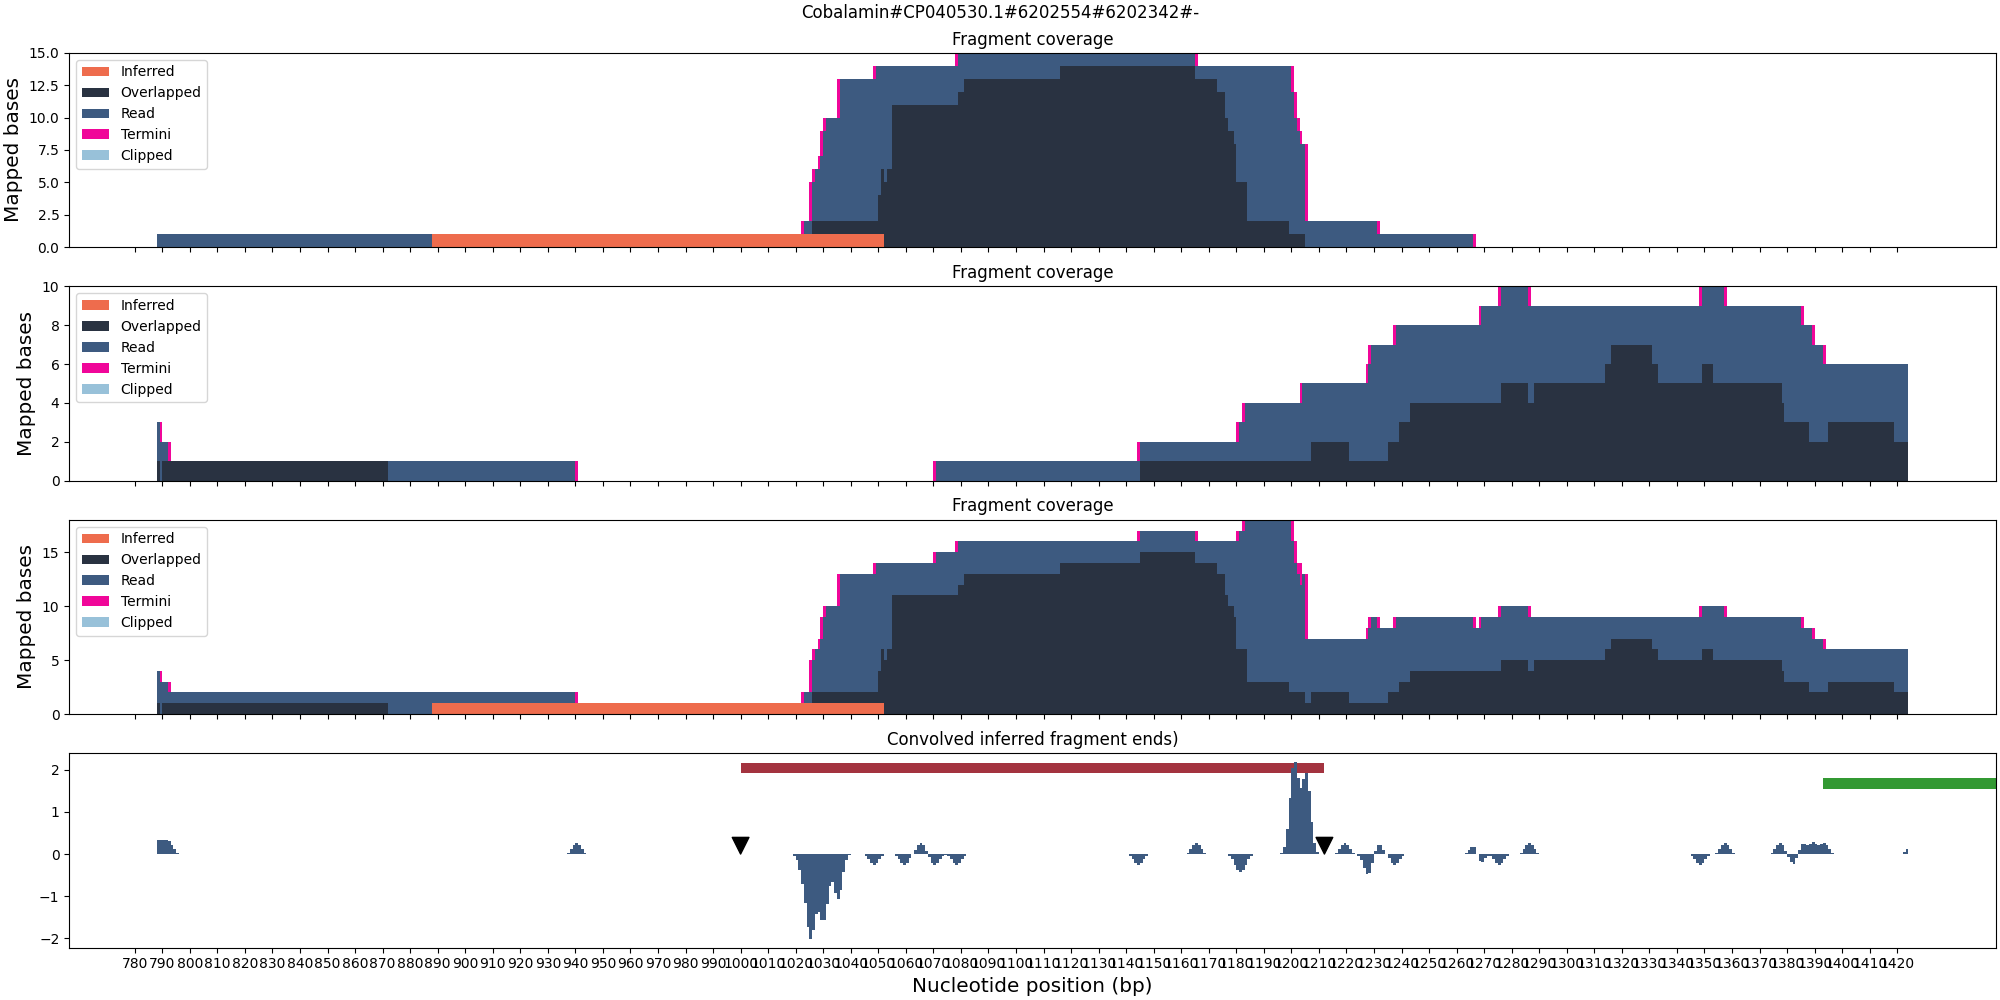 Cobalamin#CP040530.1#6202554#6202342#-
Fragment coverage
Mapped bases
15.0
12.5
10.0
7.5
5.0
2.5
0.0
Inferred
Overlapped
Read
Termini
Clipped
Fragment coverage
Mapped bases
10
8
6
4
2
0
Inferred
Overlapped
Read
Termini
Clipped
Fragment coverage
Mapped bases
15
10
5
0
Inferred
Overlapped
Read
Termini
Clipped
Convolved inferred fragment ends)
2
1
0
−1
−2
780 790 800 810 820 830 840 850 860 870 880 890 900 910 920 930 940 950 960 970 980 990 1000 1010 1020 1030 1040 1050 1060 1070 1080 1090 1100 1110 1120 1130 1140 1150 1160 1170 1180 1190 1200 1210 1220 1230 1240 1250 1260 1270 1280 1290 1300 1310 1320 1330 1340 1350 1360 1370 1380 1390 1400 1410 1420
Nucleotide position (bp)